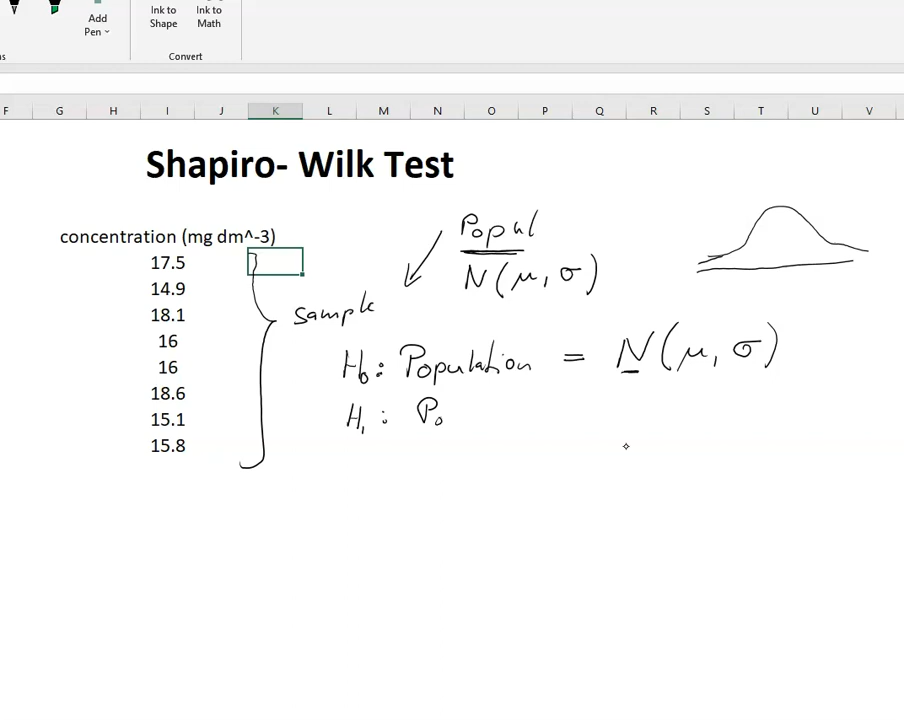 Add
Pen
Ink to
Shape
Ink to
Math
Convert
F G H I J K L M N O P Q R S T U V
Shapiro- Wilk Test
concentration (mg dm^-3)
17.5
14.9
18.1
16
16
18.6
15.1
15.8
Popul
N(μ, σ)
sample
H₀: Population = N(μ, σ)
H₁: Po